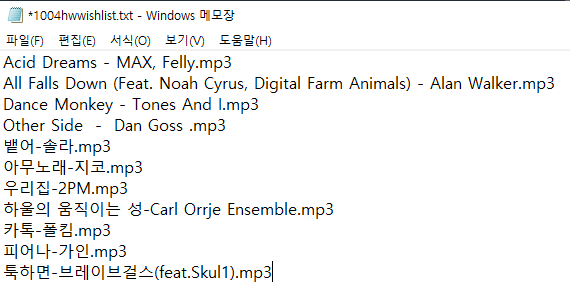 *1004hwwishlist.txt - Windows 메모장
파일(F) 편집(E) 서식(O) 보기(V) 도움말(H)
Acid Dreams - MAX, Felly.mp3
All Falls Down (Feat. Noah Cyrus, Digital Farm Animals) - Alan Walker.mp3
Dance Monkey - Tones And I.mp3
Other Side - Dan Goss .mp3
뱉어-솔라.mp3
아무노래-지코.mp3
우리집-2PM.mp3
하울의 움직이는 성-Carl Orrje Ensemble.mp3
카톡-폴킴.mp3
피어나-가인.mp3
툭하면-브레이브걸스(feat.Skul1).mp3